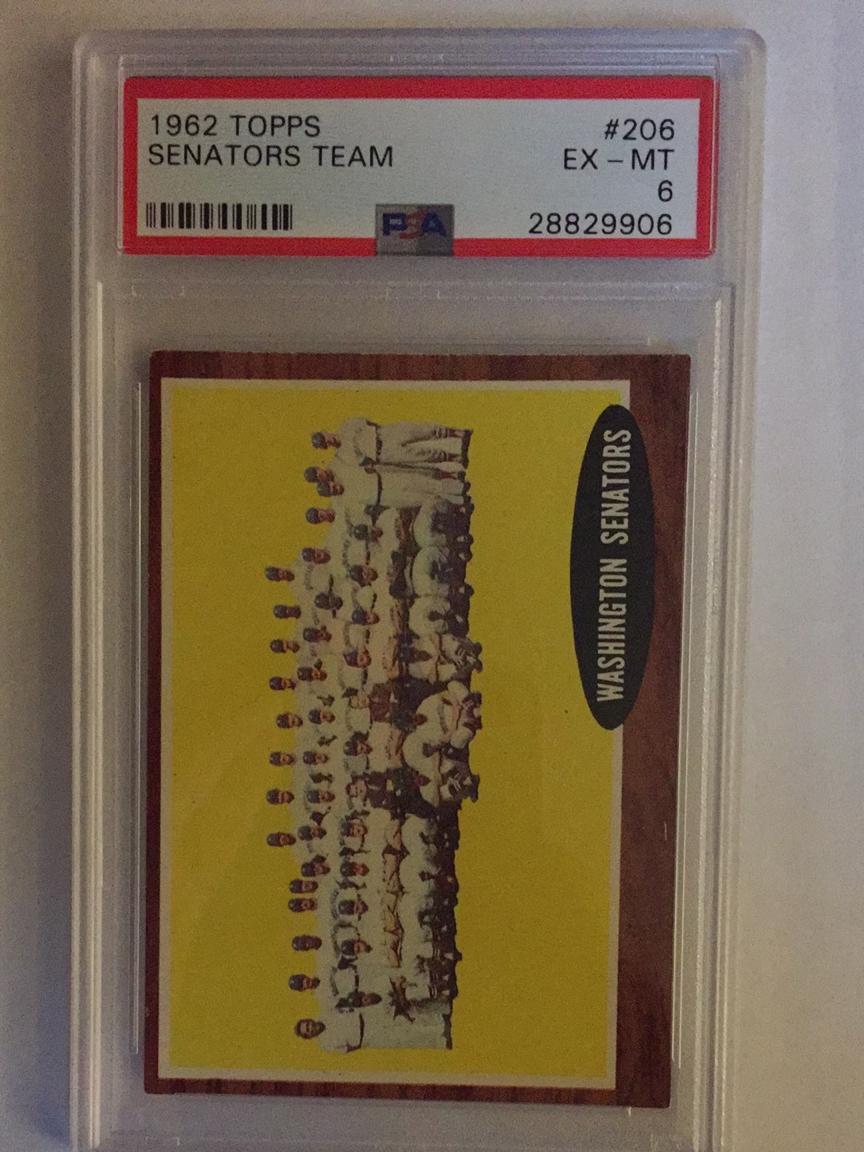 1962 TOPPS #206
SENATORS TEAM EX - MT
6
PSA 28829906
WASHINGTON SENATORS